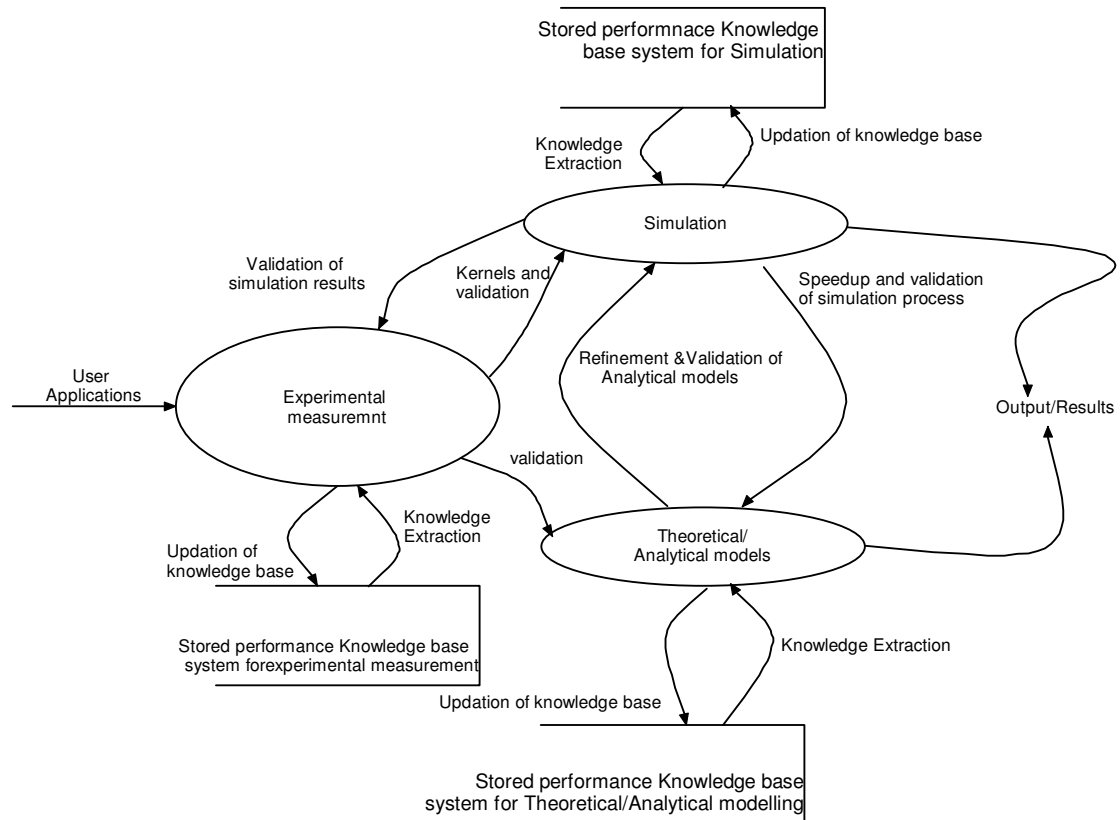 Stored performnace Knowledge
base system for Simulation
Knowledge
Extraction
Updation of knowledge base
Simulation
Validation of
simulation results
Kernels and
validation
Speedup and validation
of simulation process
Refinement &Validation of
Analytical models
User
Applications
Experimental
measuremnt
Output/Results
validation
Knowledge
Extraction
Updation of
knowledge base
Theoretical/
Analytical models
Stored performance Knowledge base
system forexperimental measurement
Knowledge Extraction
Updation of knowledge base
Stored performance Knowledge base
system for Theoretical/Analytical modelling